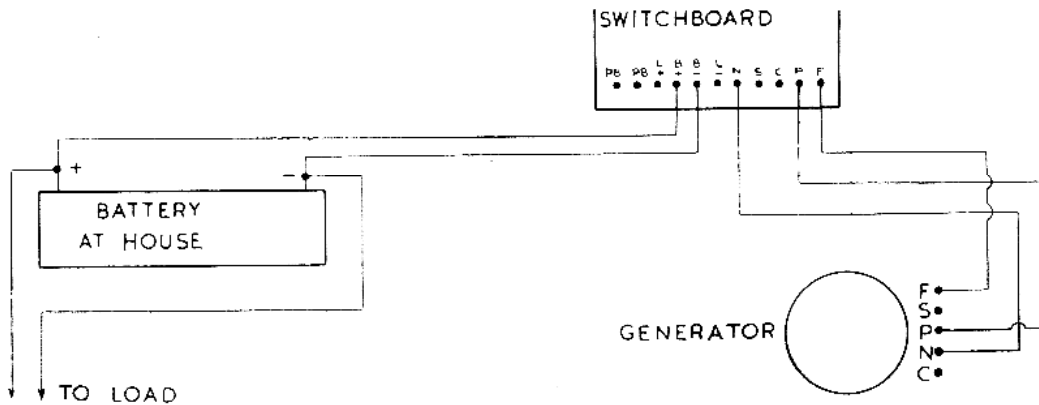 SWITCHBOARD
PB PB L+ B+ B- L- N S C P F
+
-
BATTERY
AT HOUSE
GENERATOR
F
S
P
N
C
TO LOAD